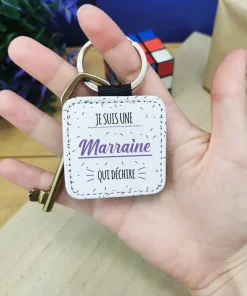 JE SUIS UNE
Marraine
QUI DÉCHIRE